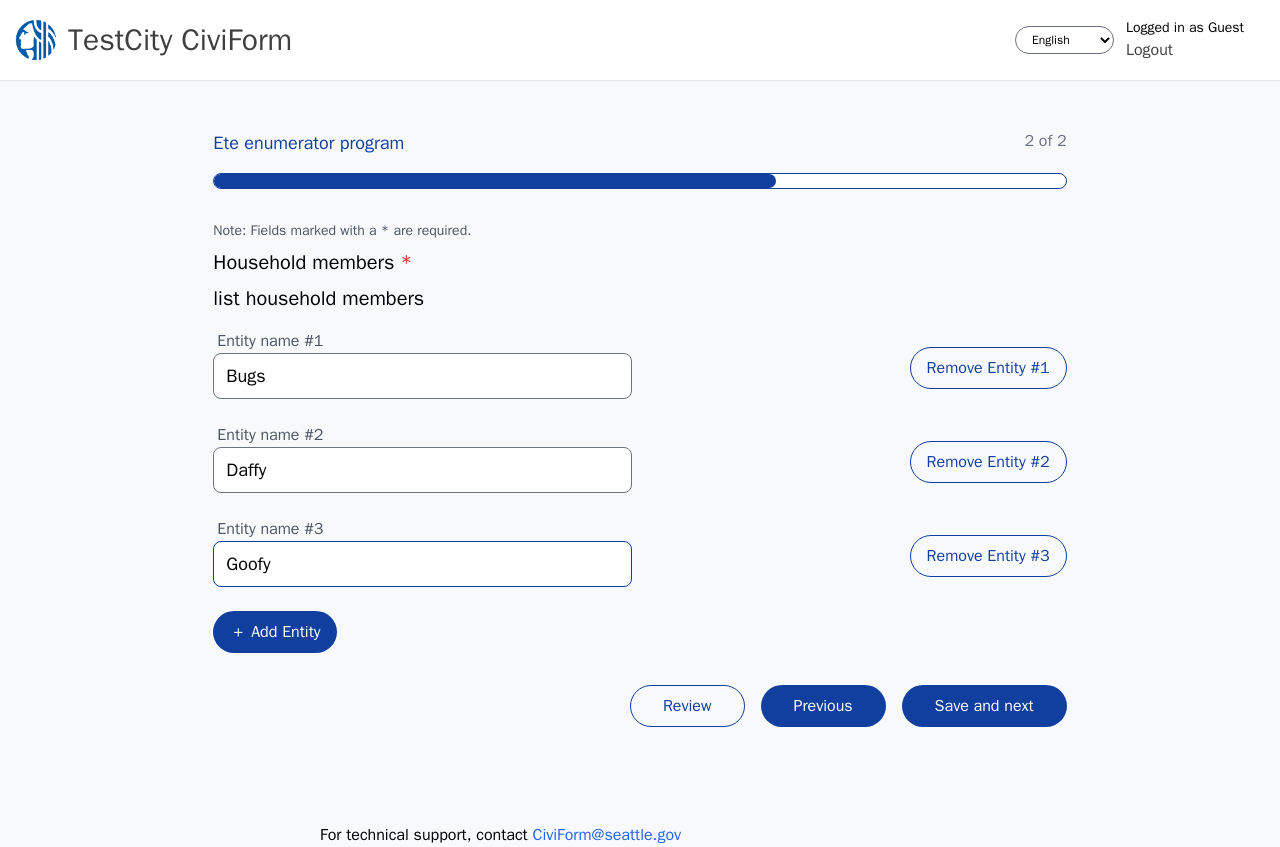 TestCity CiviForm
English
Logged in as Guest
Logout
Ete enumerator program
2 of 2
Note: Fields marked with a * are required.
Household members *
list household members
Entity name #1
Bugs
Remove Entity #1
Entity name #2
Daffy
Remove Entity #2
Entity name #3
Goofy
Remove Entity #3
+ Add Entity
Review
Previous
Save and next
For technical support, contact CiviForm@seattle.gov